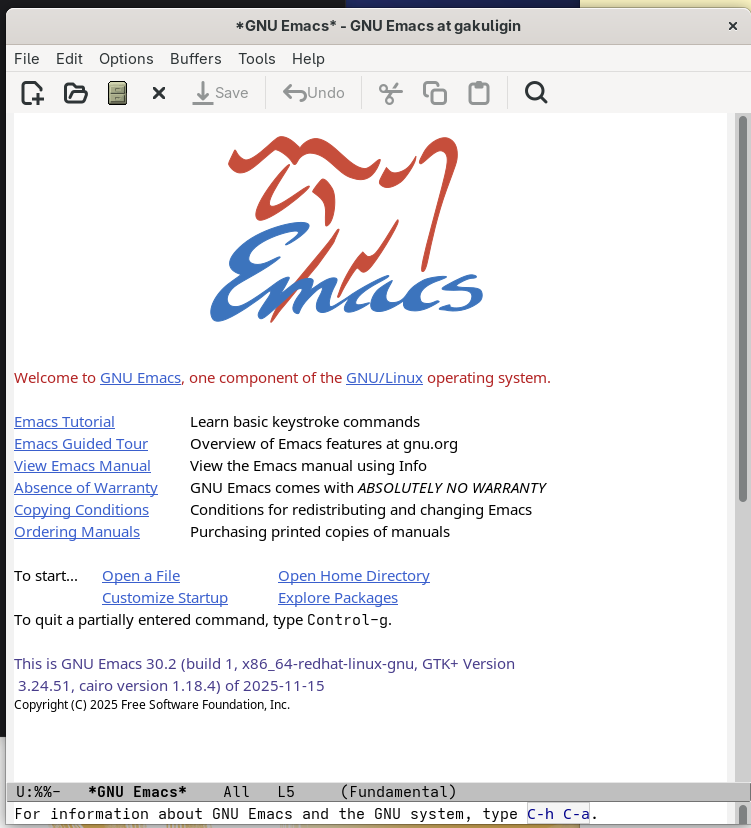 *GNU Emacs* - GNU Emacs at gakuligin ×
File Edit Options Buffers Tools Help
Save Undo
Emacs
Welcome to GNU Emacs, one component of the GNU/Linux operating system.
Emacs Tutorial Learn basic keystroke commands
Emacs Guided Tour Overview of Emacs features at gnu.org
View Emacs Manual View the Emacs manual using Info
Absence of Warranty GNU Emacs comes with ABSOLUTELY NO WARRANTY
Copying Conditions Conditions for redistributing and changing Emacs
Ordering Manuals Purchasing printed copies of manuals
To start... Open a File Open Home Directory
Customize Startup Explore Packages
To quit a partially entered command, type Control-g.
This is GNU Emacs 30.2 (build 1, x86_64-redhat-linux-gnu, GTK+ Version
3.24.51, cairo version 1.18.4) of 2025-11-15
Copyright (C) 2025 Free Software Foundation, Inc.
U:%%- *GNU Emacs* All L5 (Fundamental)
For information about GNU Emacs and the GNU system, type C-h C-a.